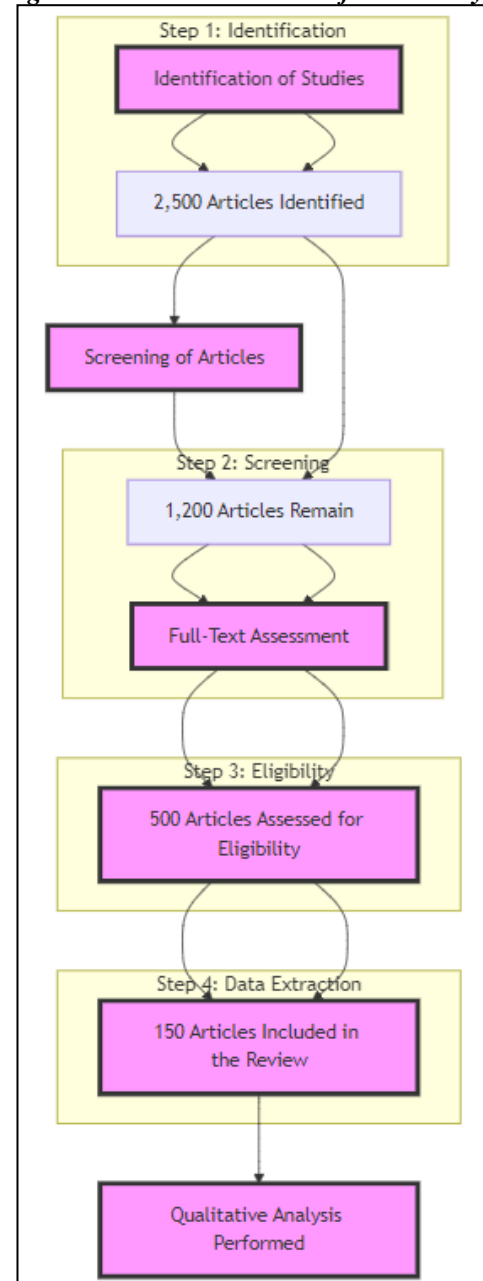 Step 1: Identification
Identification of Studies
2,500 Articles Identified
Screening of Articles
Step 2: Screening
1,200 Articles Remain
Full-Text Assessment
Step 3: Eligibility
500 Articles Assessed for
Eligibility
Step 4: Data Extraction
150 Articles Included in
the Review
Qualitative Analysis
Performed